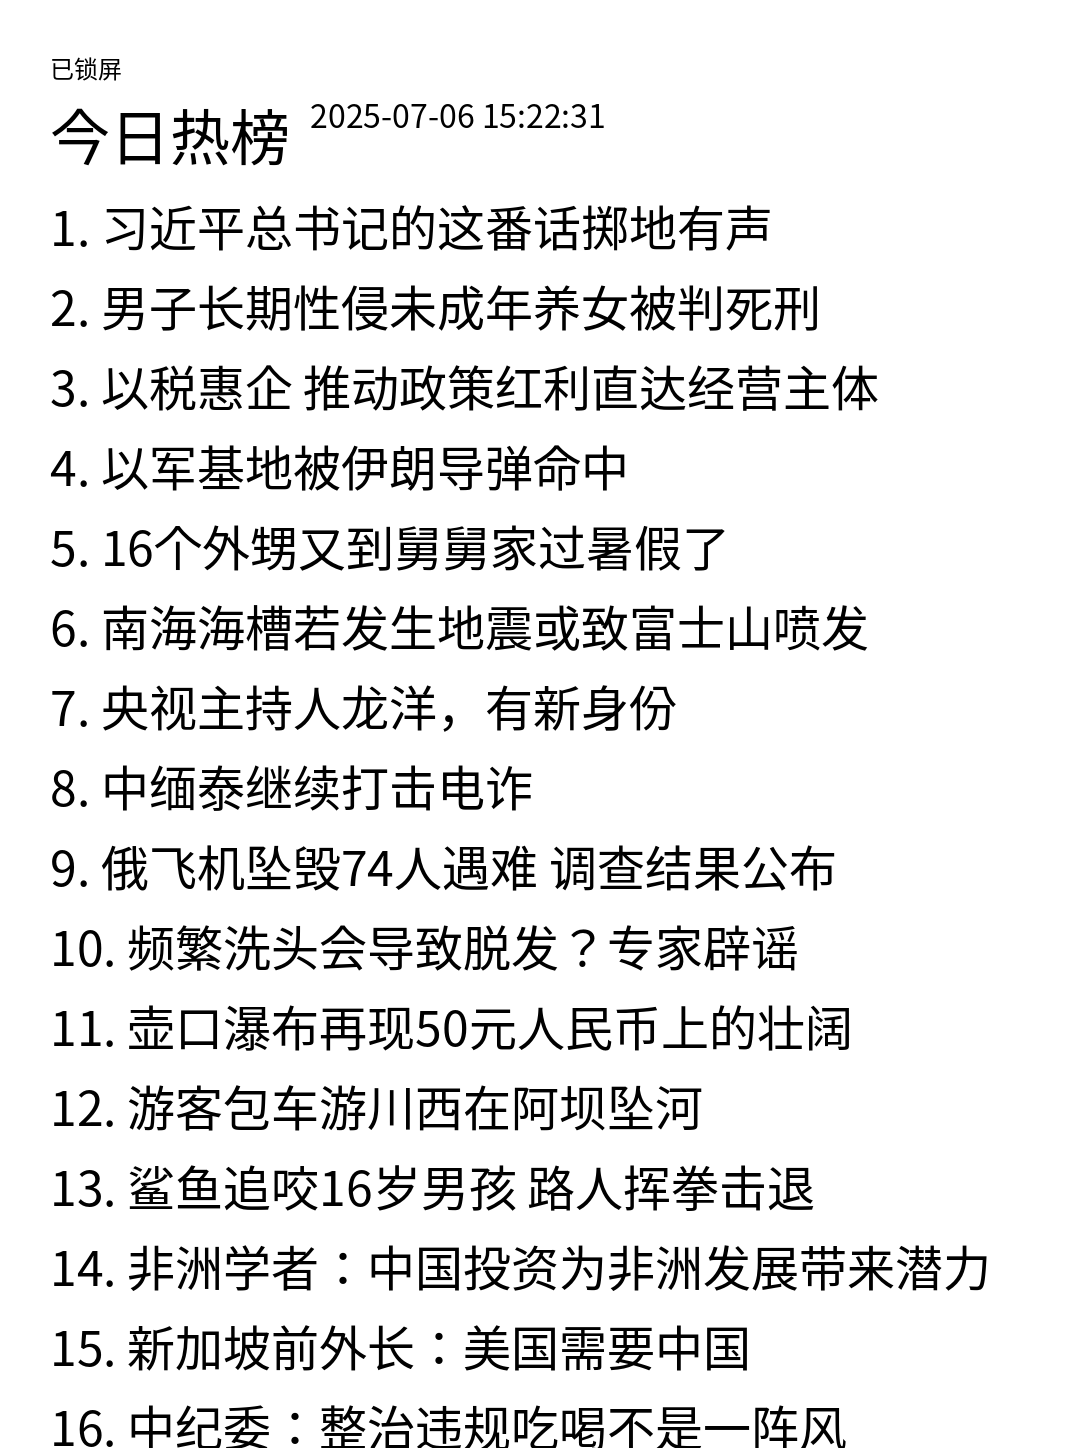 已锁屏
今日热榜 2025-07-06 15:22:31
1. 习近平总书记的这番话掷地有声
2. 男子长期性侵未成年养女被判死刑
3. 以税惠企 推动政策红利直达经营主体
4. 以军基地被伊朗导弹命中
5. 16个外甥又到舅舅家过暑假了
6. 南海海槽若发生地震或致富士山喷发
7. 央视主持人龙洋，有新身份
8. 中缅泰继续打击电诈
9. 俄飞机坠毁74人遇难 调查结果公布
10. 频繁洗头会导致脱发？专家辟谣
11. 壶口瀑布再现50元人民币上的壮阔
12. 游客包车游川西在阿坝坠河
13. 鲨鱼追咬16岁男孩 路人挥拳击退
14. 非洲学者：中国投资为非洲发展带来潜力
15. 新加坡前外长：美国需要中国
16. 中纪委：整治违规吃喝不是一阵风